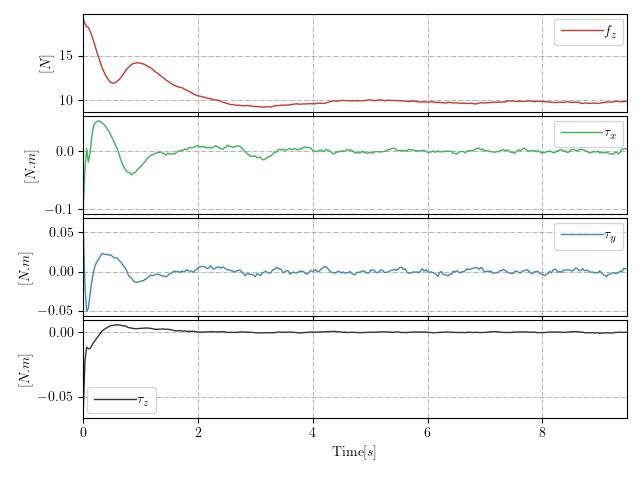 [N]
15
10
f_z
[N.m]
0.0
−0.1
τ_x
[N.m]
0.05
0.00
−0.05
τ_y
[N.m]
0.00
−0.05
τ_z
0 2 4 6 8
Time[s]